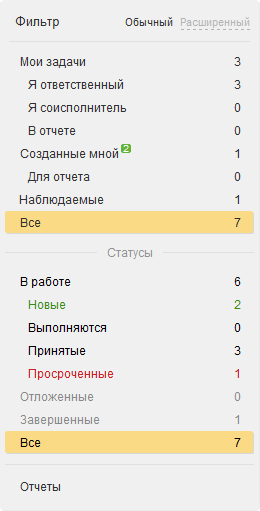 Фильтр Обычный Расширенный
Мои задачи 3
Я ответственный 3
Я соисполнитель 0
В отчете 0
Созданные мной 2 1
Для отчета 0
Наблюдаемые 1
Все 7
Статусы
В работе 6
Новые 2
Выполняются 0
Принятые 3
Просроченные 1
Отложенные 0
Завершенные 1
Все 7
Отчеты